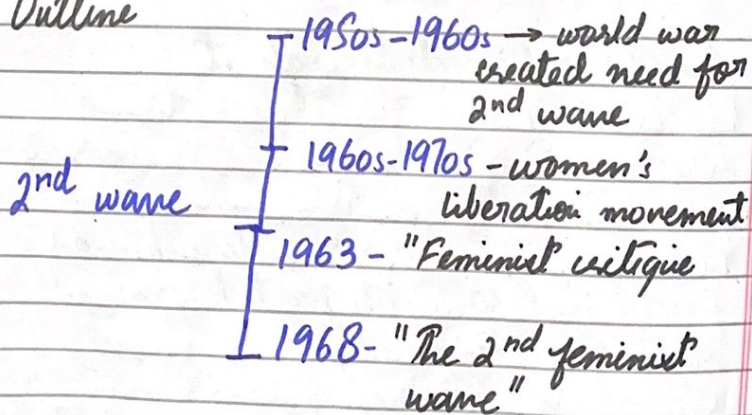 Outline
1950s-1960s → world war
created need for
2nd wave
1960s-1970s - women's
2nd wave
liberation movement
1963 - "Feminist critique
1968- "The 2nd feminist
wave"